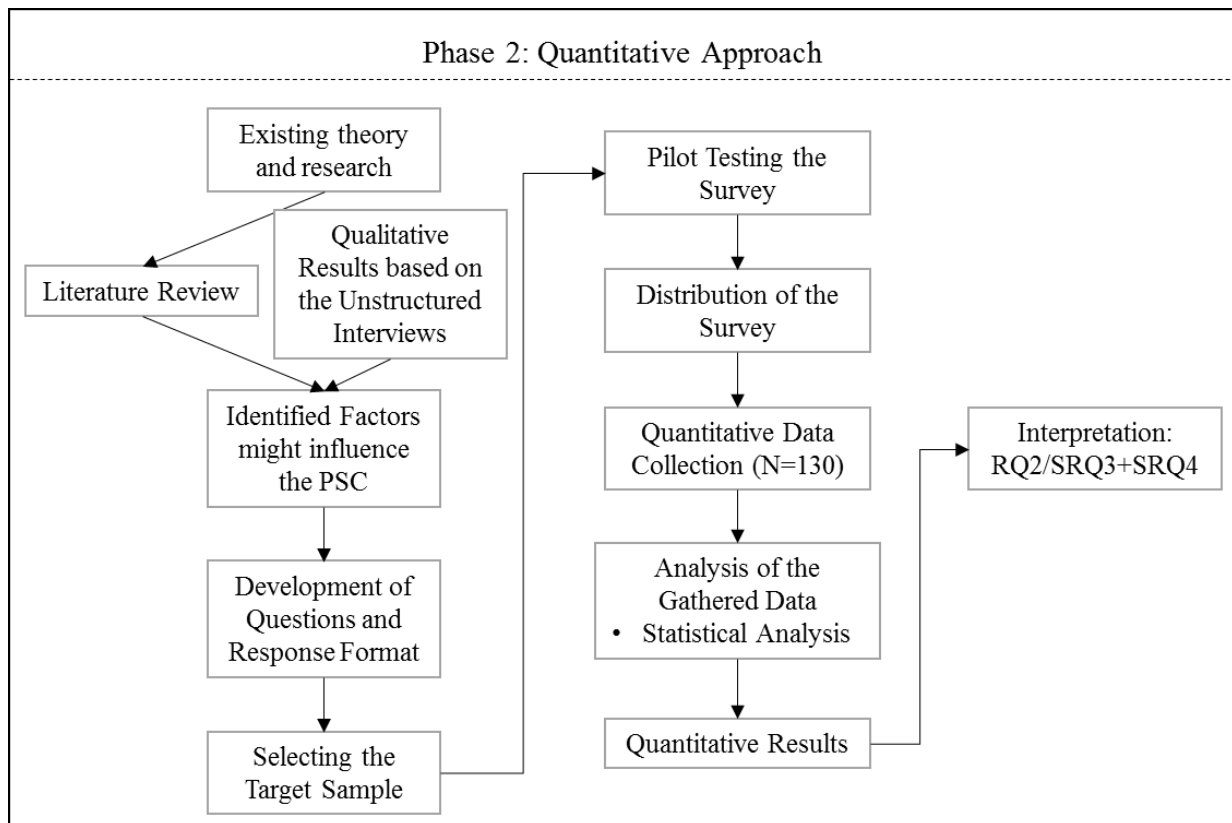 Phase 2: Quantitative Approach
Existing theory
and research
Literature Review
Qualitative
Results based on
the Unstructured
Interviews
Identified Factors
might influence
the PSC
Development of
Questions and
Response Format
Selecting the
Target Sample
Pilot Testing the
Survey
Distribution of the
Survey
Quantitative Data
Collection (N=130)
Analysis of the
Gathered Data
• Statistical Analysis
Quantitative Results
Interpretation:
RQ2/SRQ3+SRQ4